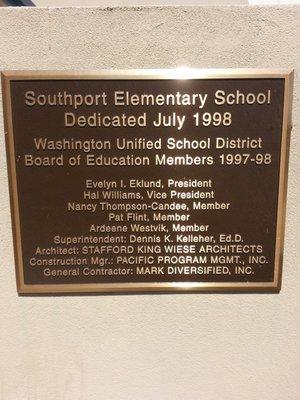 Southport Elementary School
Dedicated July 1998
Washington Unified School District
Board of Education Members 1997-98
Evelyn I. Eklund, President
Hal Williams, Vice President
Nancy Thompson-Candee, Member
Pat Flint, Member
Ardeene Westvik, Member
Superintendent: Dennis K. Kelleher, Ed.D.
Architect: STAFFORD KING WIESE ARCHITECTS
Construction Mgr.: PACIFIC PROGRAM MGMT., INC.
General Contractor: MARK DIVERSIFIED, INC.